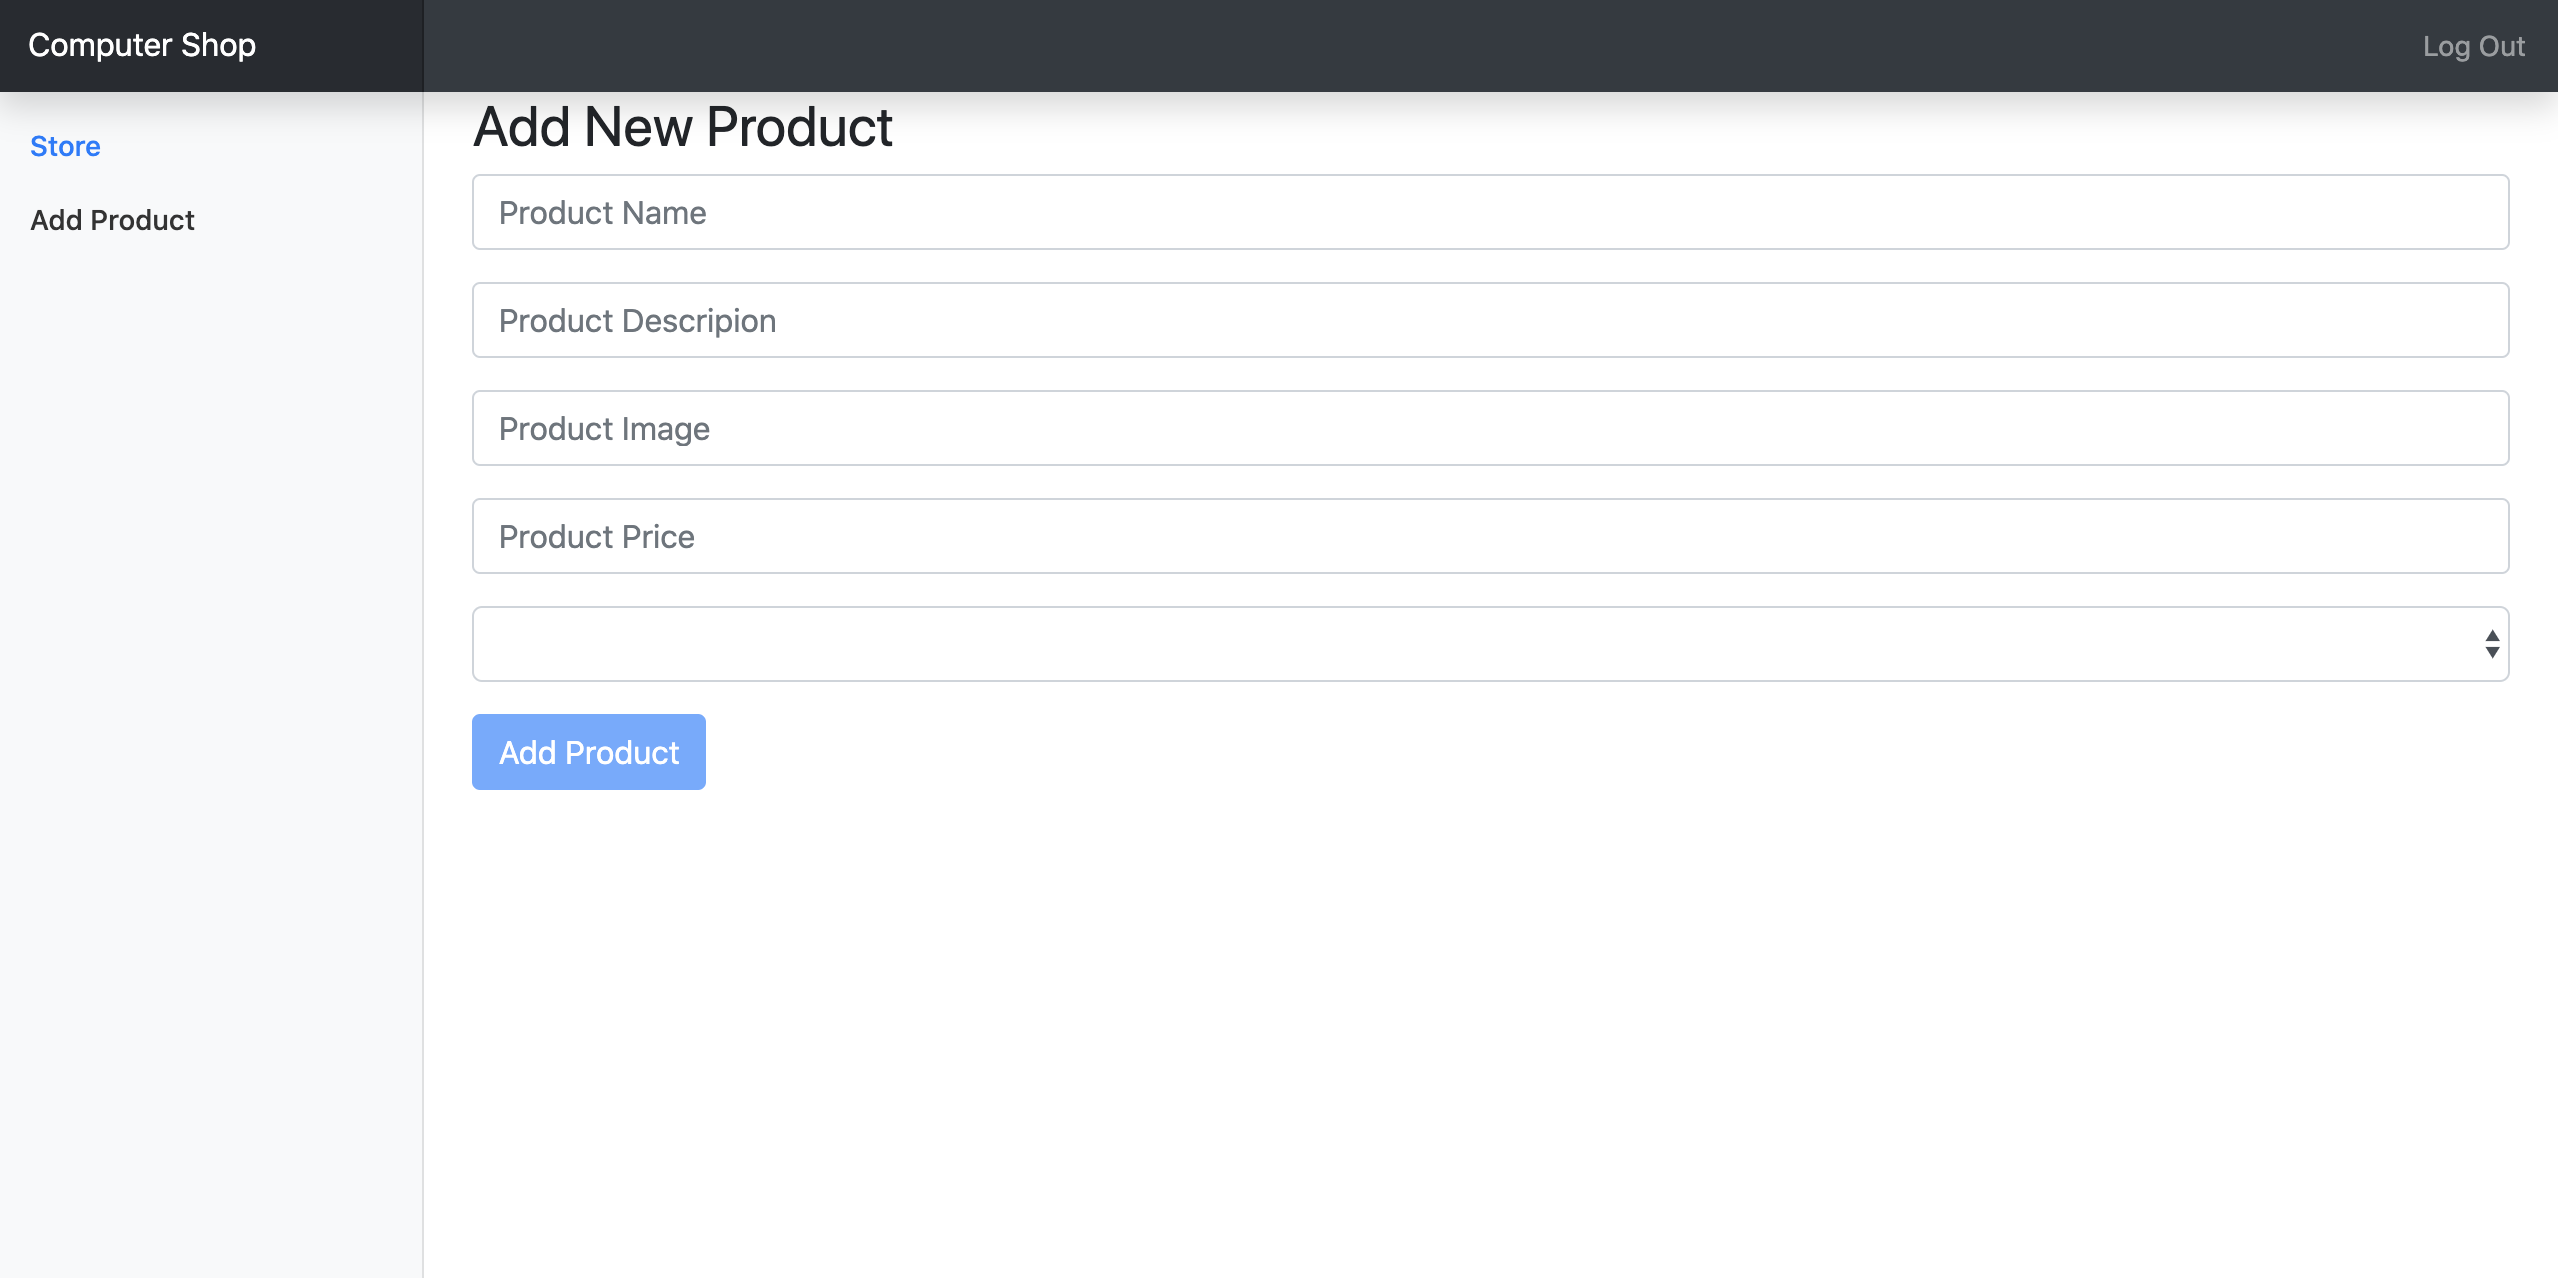 Computer Shop
Log Out
Store
Add Product
Add New Product
Product Name
Product Descripion
Product Image
Product Price
Add Product